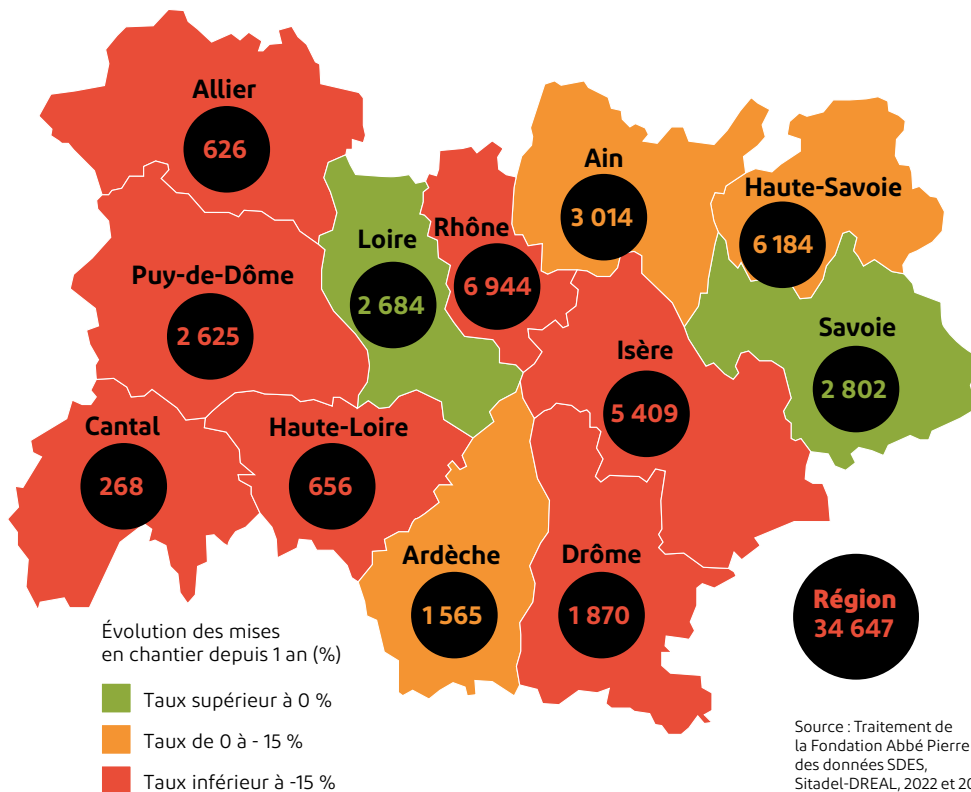 Allier
626
Ain
3 014
Haute-Savoie
6 184
Loire
2 684
Rhône
6 944
Puy-de-Dôme
2 625
Isère
5 409
Savoie
2 802
Cantal
268
Haute-Loire
656
Ardèche
1 565
Drôme
1 870
Région
34 647
Évolution des mises
en chantier depuis 1 an (%)
Taux supérieur à 0 %
Taux de 0 à - 15 %
Taux inférieur à -15 %
Source : Traitement de
la Fondation Abbé Pierre
des données SDES,
Sitadel-DREAL, 2022 et